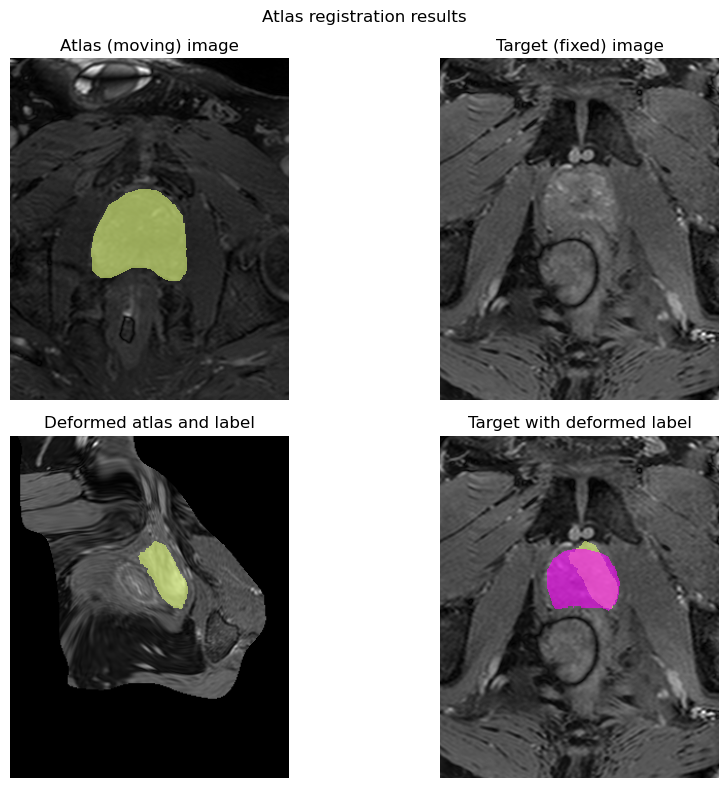 Atlas registration results
Atlas (moving) image
Target (fixed) image
Deformed atlas and label
Target with deformed label